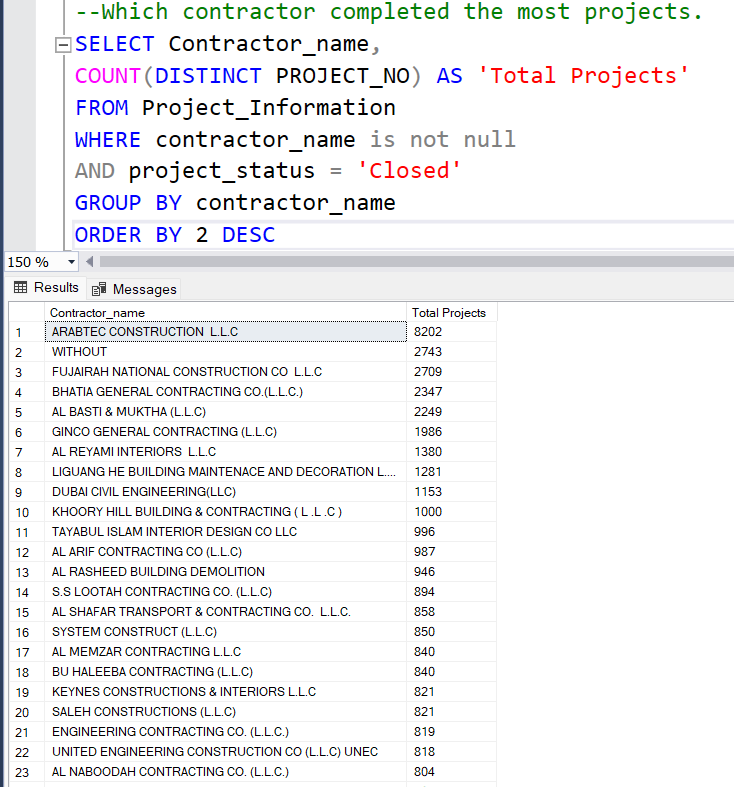 --Which contractor completed the most projects.
SELECT Contractor_name,
COUNT(DISTINCT PROJECT_NO) AS 'Total Projects'
FROM Project_Information
WHERE contractor_name is not null
AND project_status = 'Closed'
GROUP BY contractor_name
ORDER BY 2 DESC
150 %
Results Messages
Contractor_name Total Projects
1 ARABTEC CONSTRUCTION  L.L.C 8202
2 WITHOUT 2743
3 FUJAIRAH NATIONAL CONSTRUCTION CO  L.L.C 2709
4 BHATIA GENERAL CONTRACTING CO.(L.L.C.) 2347
5 AL BASTI & MUKTHA (L.L.C) 2249
6 GINCO GENERAL CONTRACTING (L.L.C) 1986
7 AL REYAMI INTERIORS  L.L.C 1380
8 LIGUANG HE BUILDING MAINTENACE AND DECORATION L.... 1281
9 DUBAI CIVIL ENGINEERING(LLC) 1153
10 KHOORY HILL BUILDING & CONTRACTING ( L .L .C ) 1000
11 TAYABUL ISLAM INTERIOR DESIGN CO LLC 996
12 AL ARIF CONTRACTING CO (L.L.C) 987
13 AL RASHEED BUILDING DEMOLITION 946
14 S.S LOOTAH CONTRACTING CO. (L.L.C) 894
15 AL SHAFAR TRANSPORT & CONTRACTING CO.  L.L.C. 858
16 SYSTEM CONSTRUCT (L.L.C) 850
17 AL MEMZAR CONTRACTING L.L.C 840
18 BU HALEEBA CONTRACTING (L.L.C) 840
19 KEYNES CONSTRUCTIONS & INTERIORS L.L.C 821
20 SALEH CONSTRUCTIONS (L.L.C) 821
21 ENGINEERING CONTRACTING CO. (L.L.C.) 819
22 UNITED ENGINEERING CONSTRUCTION CO (L.L.C) UNEC 818
23 AL NABOODAH CONTRACTING CO. (L.L.C.) 804